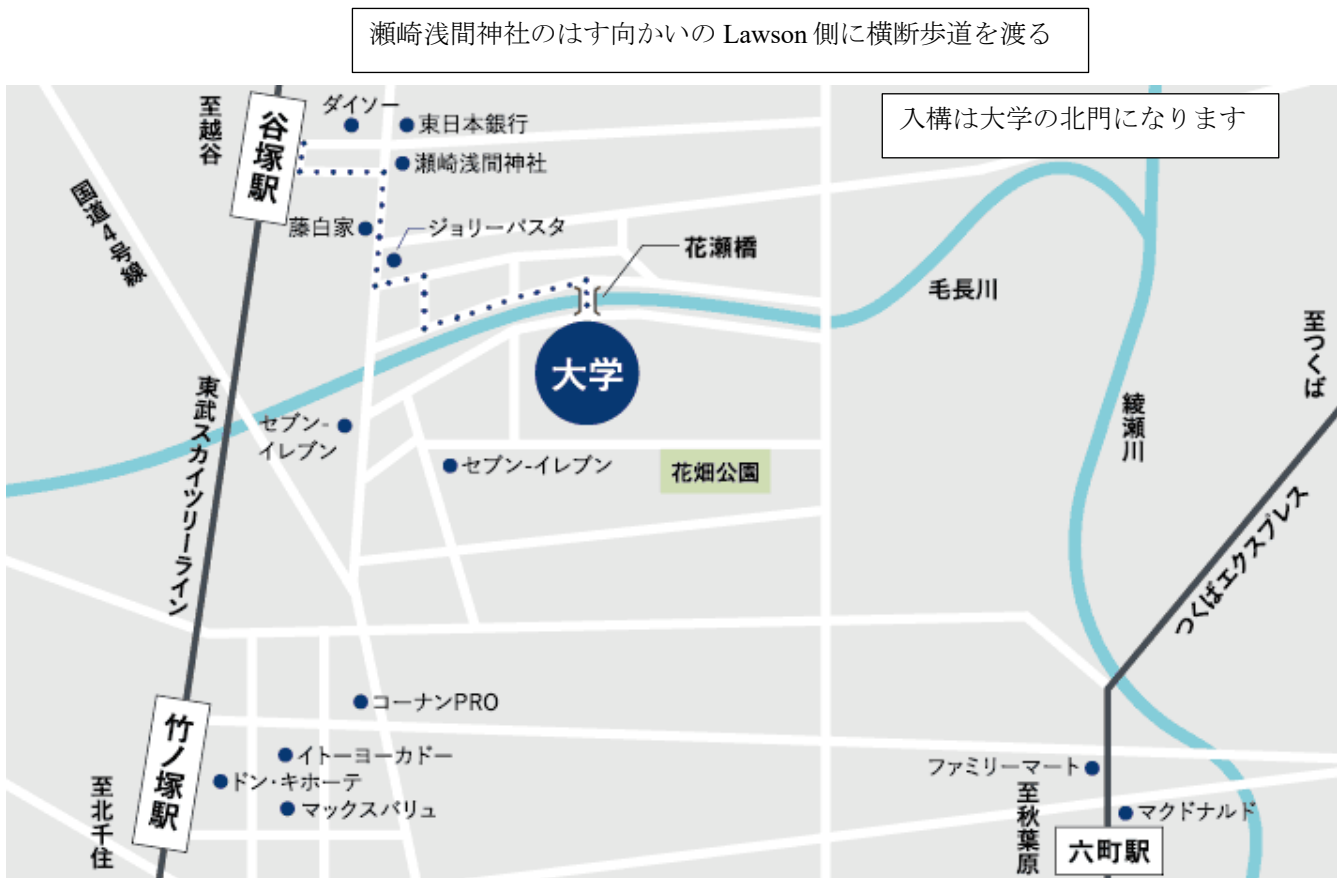 瀬崎浅間神社のはす向かいの Lawson 側に横断歩道を渡る
入構は大学の北門になります
至越谷
谷塚駅
ダイソー
東日本銀行
瀬崎浅間神社
国道4号線
藤白家
ジョリーパスタ
花瀬橋
毛長川
至つくば
大学
東武スカイツリーライン
セブン-
イレブン
セブン-イレブン
花畑公園
綾瀬川
つくばエクスプレス
コーナンPRO
竹ノ塚駅
イトーヨーカドー
ドン・キホーテ
マックスバリュ
至北千住
ファミリーマート
至秋葉原
マクドナルド
六町駅